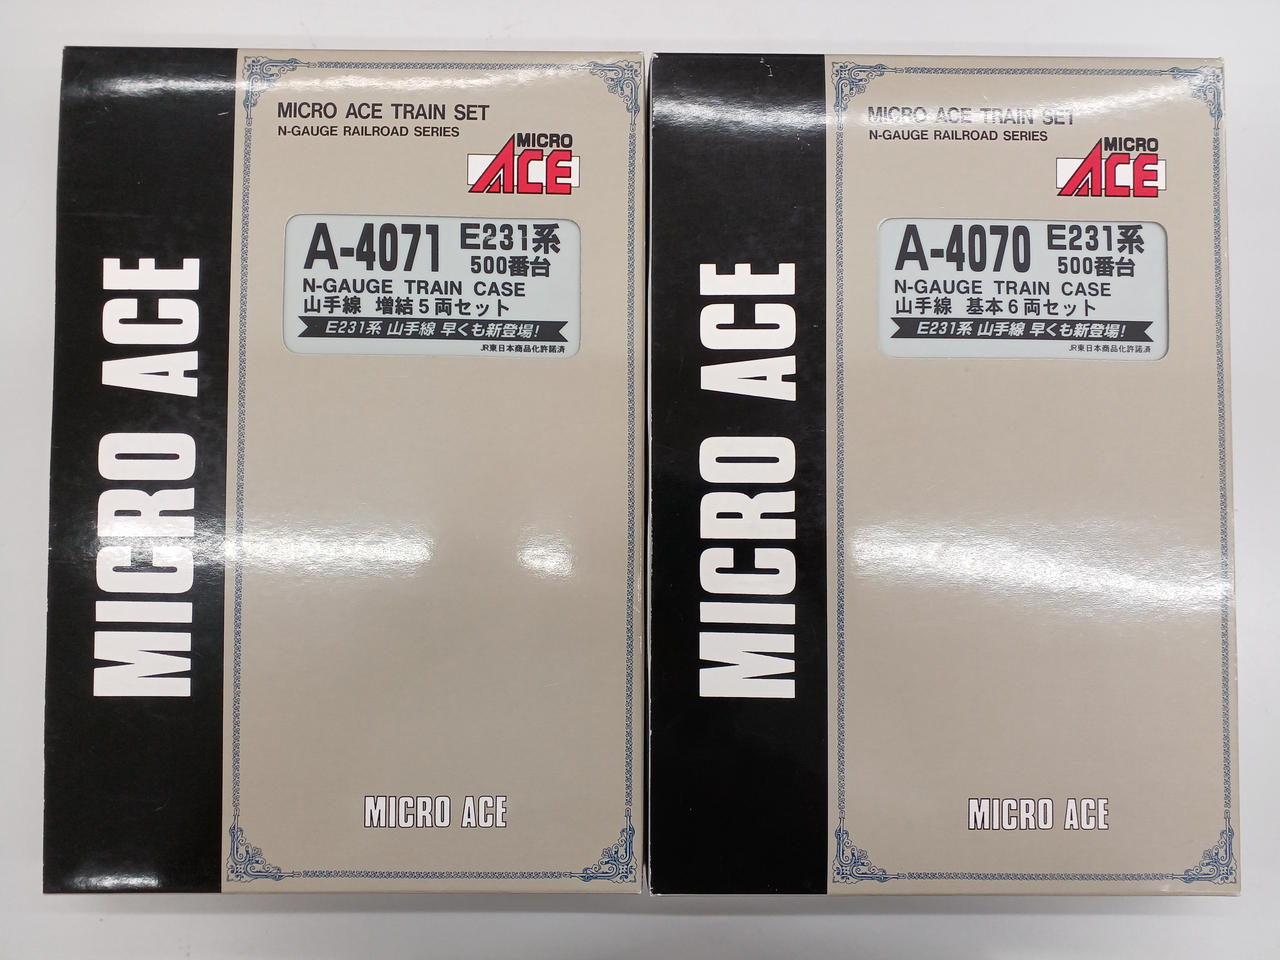 MICRO ACE
MICRO ACE TRAIN SET
N-GAUGE RAILROAD SERIES
MICRO
ACE
A-4071 E231系
500番台
N-GAUGE TRAIN CASE
山手線 増結5両セット
E231系 山手線 早くも新登場!
JR東日本商品化許諾済
MICRO ACE
MICRO ACE
MICRO ACE TRAIN SET
N-GAUGE RAILROAD SERIES
MICRO
ACE
A-4070 E231系
500番台
N-GAUGE TRAIN CASE
山手線 基本6両セット
E231系 山手線 早くも新登場!
JR東日本商品化許諾済
MICRO ACE